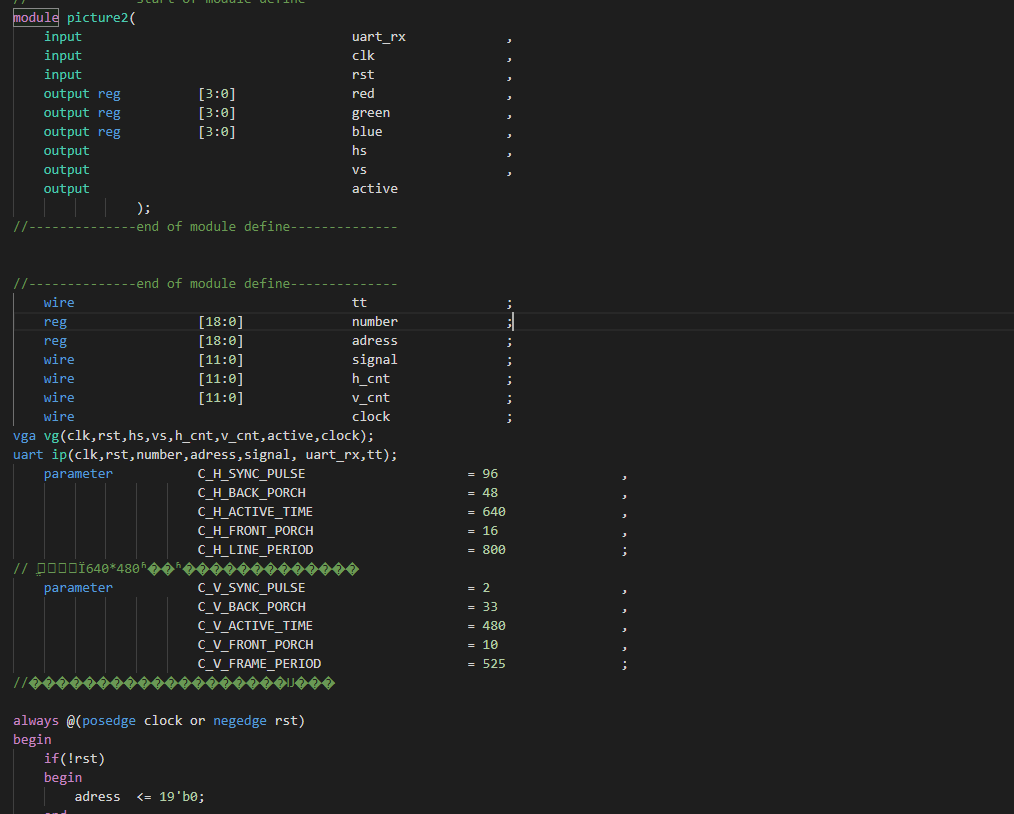 // start of module define
module picture2(
input uart_rx ,
input clk ,
input rst ,
output reg [3:0] red ,
output reg [3:0] green ,
output reg [3:0] blue ,
output hs ,
output vs ,
output active
);
//--------------end of module define--------------
//--------------end of module define--------------
wire tt ;
reg [18:0] number ;
reg [18:0] adress ;
wire [11:0] signal ;
wire [11:0] h_cnt ;
wire [11:0] v_cnt ;
wire clock ;
vga vg(clk,rst,hs,vs,h_cnt,v_cnt,active,clock);
uart ip(clk,rst,number,adress,signal, uart_rx,tt);
parameter C_H_SYNC_PULSE = 96 ,
C_H_BACK_PORCH = 48 ,
C_H_ACTIVE_TIME = 640 ,
C_H_FRONT_PORCH = 16 ,
C_H_LINE_PERIOD = 800 ;
// 640*480
parameter C_V_SYNC_PULSE = 2 ,
C_V_BACK_PORCH = 33 ,
C_V_ACTIVE_TIME = 480 ,
C_V_FRONT_PORCH = 10 ,
C_V_FRAME_PERIOD = 525 ;
//
always @(posedge clock or negedge rst)
begin
if(!rst)
begin
adress <= 19'b0;